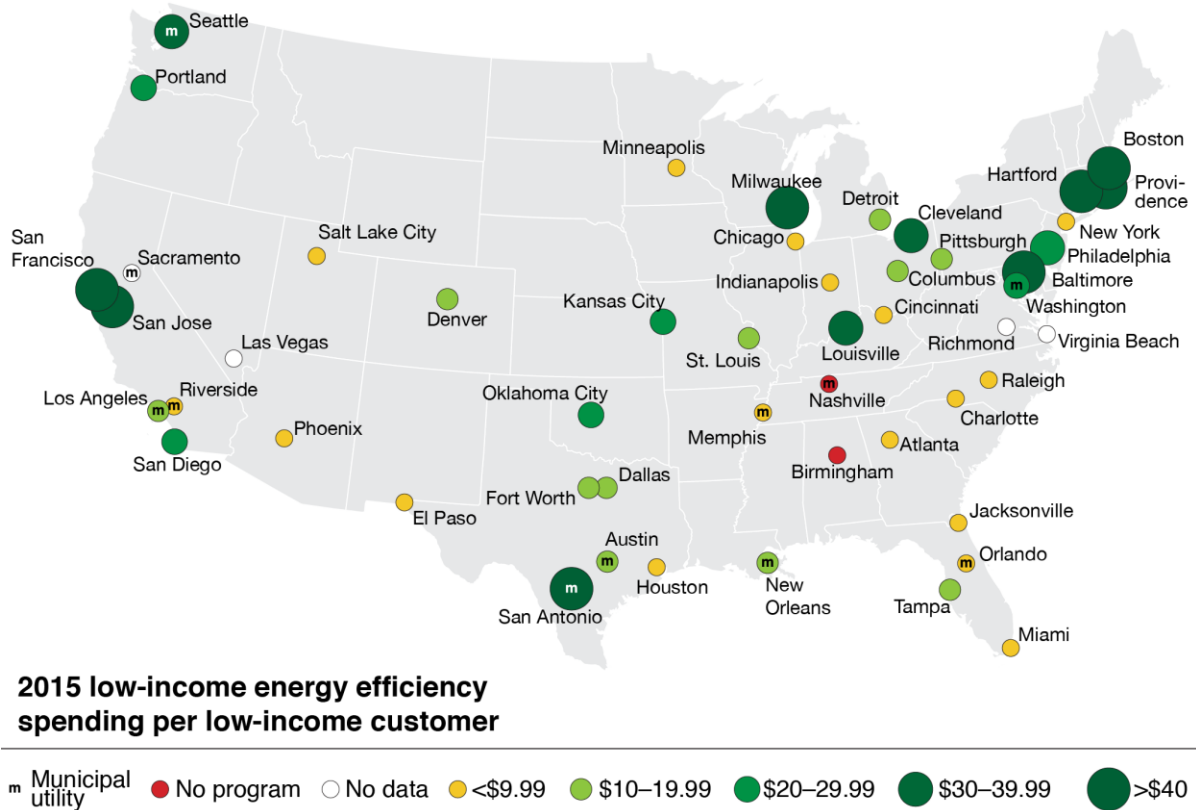 m
Seattle
Portland
Minneapolis
Milwaukee
Detroit
Boston
Hartford
Provi-
dence
Cleveland
Chicago
Pittsburgh
New York
Philadelphia
San
Francisco
m
Sacramento
Salt Lake City
Indianapolis
Columbus
Baltimore
m
Washington
San Jose
Denver
Kansas City
Cincinnati
Las Vegas
St. Louis
Louisville
Richmond
Virginia Beach
Los Angeles
m
m
Riverside
Oklahoma City
m
Nashville
Raleigh
San Diego
Phoenix
m
Memphis
Charlotte
Birmingham
Atlanta
El Paso
Fort Worth
Dallas
Jacksonville
Austin
m
Houston
m
New
Orleans
m
Orlando
m
San Antonio
Tampa
Miami
2015 low-income energy efficiency
spending per low-income customer
m Municipal
utility
No program
No data
<$9.99
$10–19.99
$20–29.99
$30–39.99
>$40